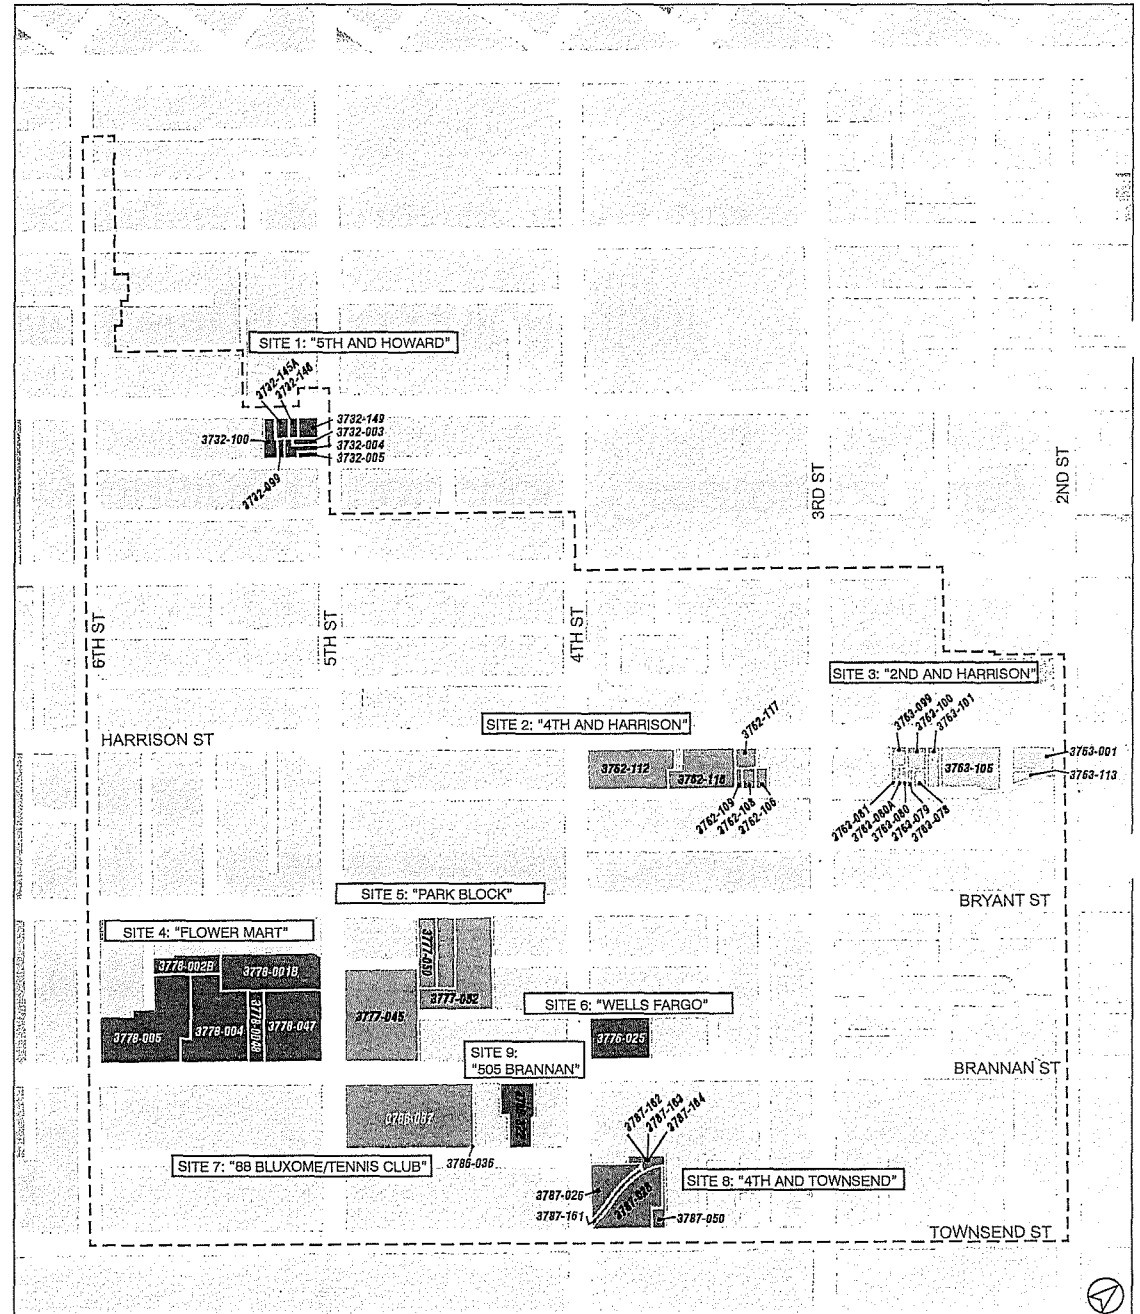 SITE 1: "5TH AND HOWARD"
3732-145A
3732-146
3732-149
3732-003
3732-100
3732-004
3732-005
3732-099
3RD ST
2ND ST
6TH ST
5TH ST
4TH ST
SITE 3: "2ND AND HARRISON"
3763-099
3763-100
3763-101
SITE 2: "4TH AND HARRISON"
3762-117
HARRISON ST
3762-112
3762-116
3763-105
3763-001
3763-113
3762-109
3762-108
3762-106
3763-081
3763-080A
3763-080
3763-079
3763-078
SITE 5: "PARK BLOCK"
BRYANT ST
SITE 4: "FLOWER MART"
3778-002B
3778-001B
3777-050
3777-052
3777-045
SITE 6: "WELLS FARGO"
3778-005
3778-004
3778-047
3776-025
SITE 9:
"505 BRANNAN"
BRANNAN ST
3787-162
3787-163
3787-164
SITE 7: "88 BLUXOME/TENNIS CLUB"
3786-036
SITE 8: "4TH AND TOWNSEND"
3787-026
3787-161
3787-050
TOWNSEND ST